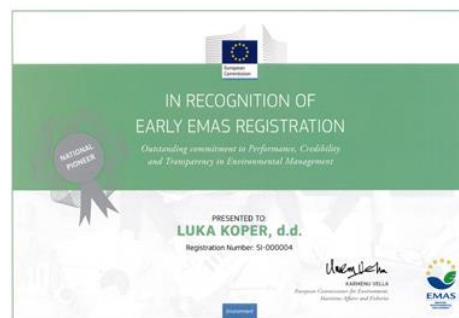 European
Commission
IN RECOGNITION OF
EARLY EMAS REGISTRATION
Outstanding commitment to Performance, Credibility
and Transparency in Environmental Management
NATIONAL
PIONEER
PRESENTED TO:
LUKA KOPER, d.d.
Registration Number: SI-000004
KARMENU VELLA
European Commissioner for Environment,
Maritime Affairs and Fisheries
EMAS
Environment